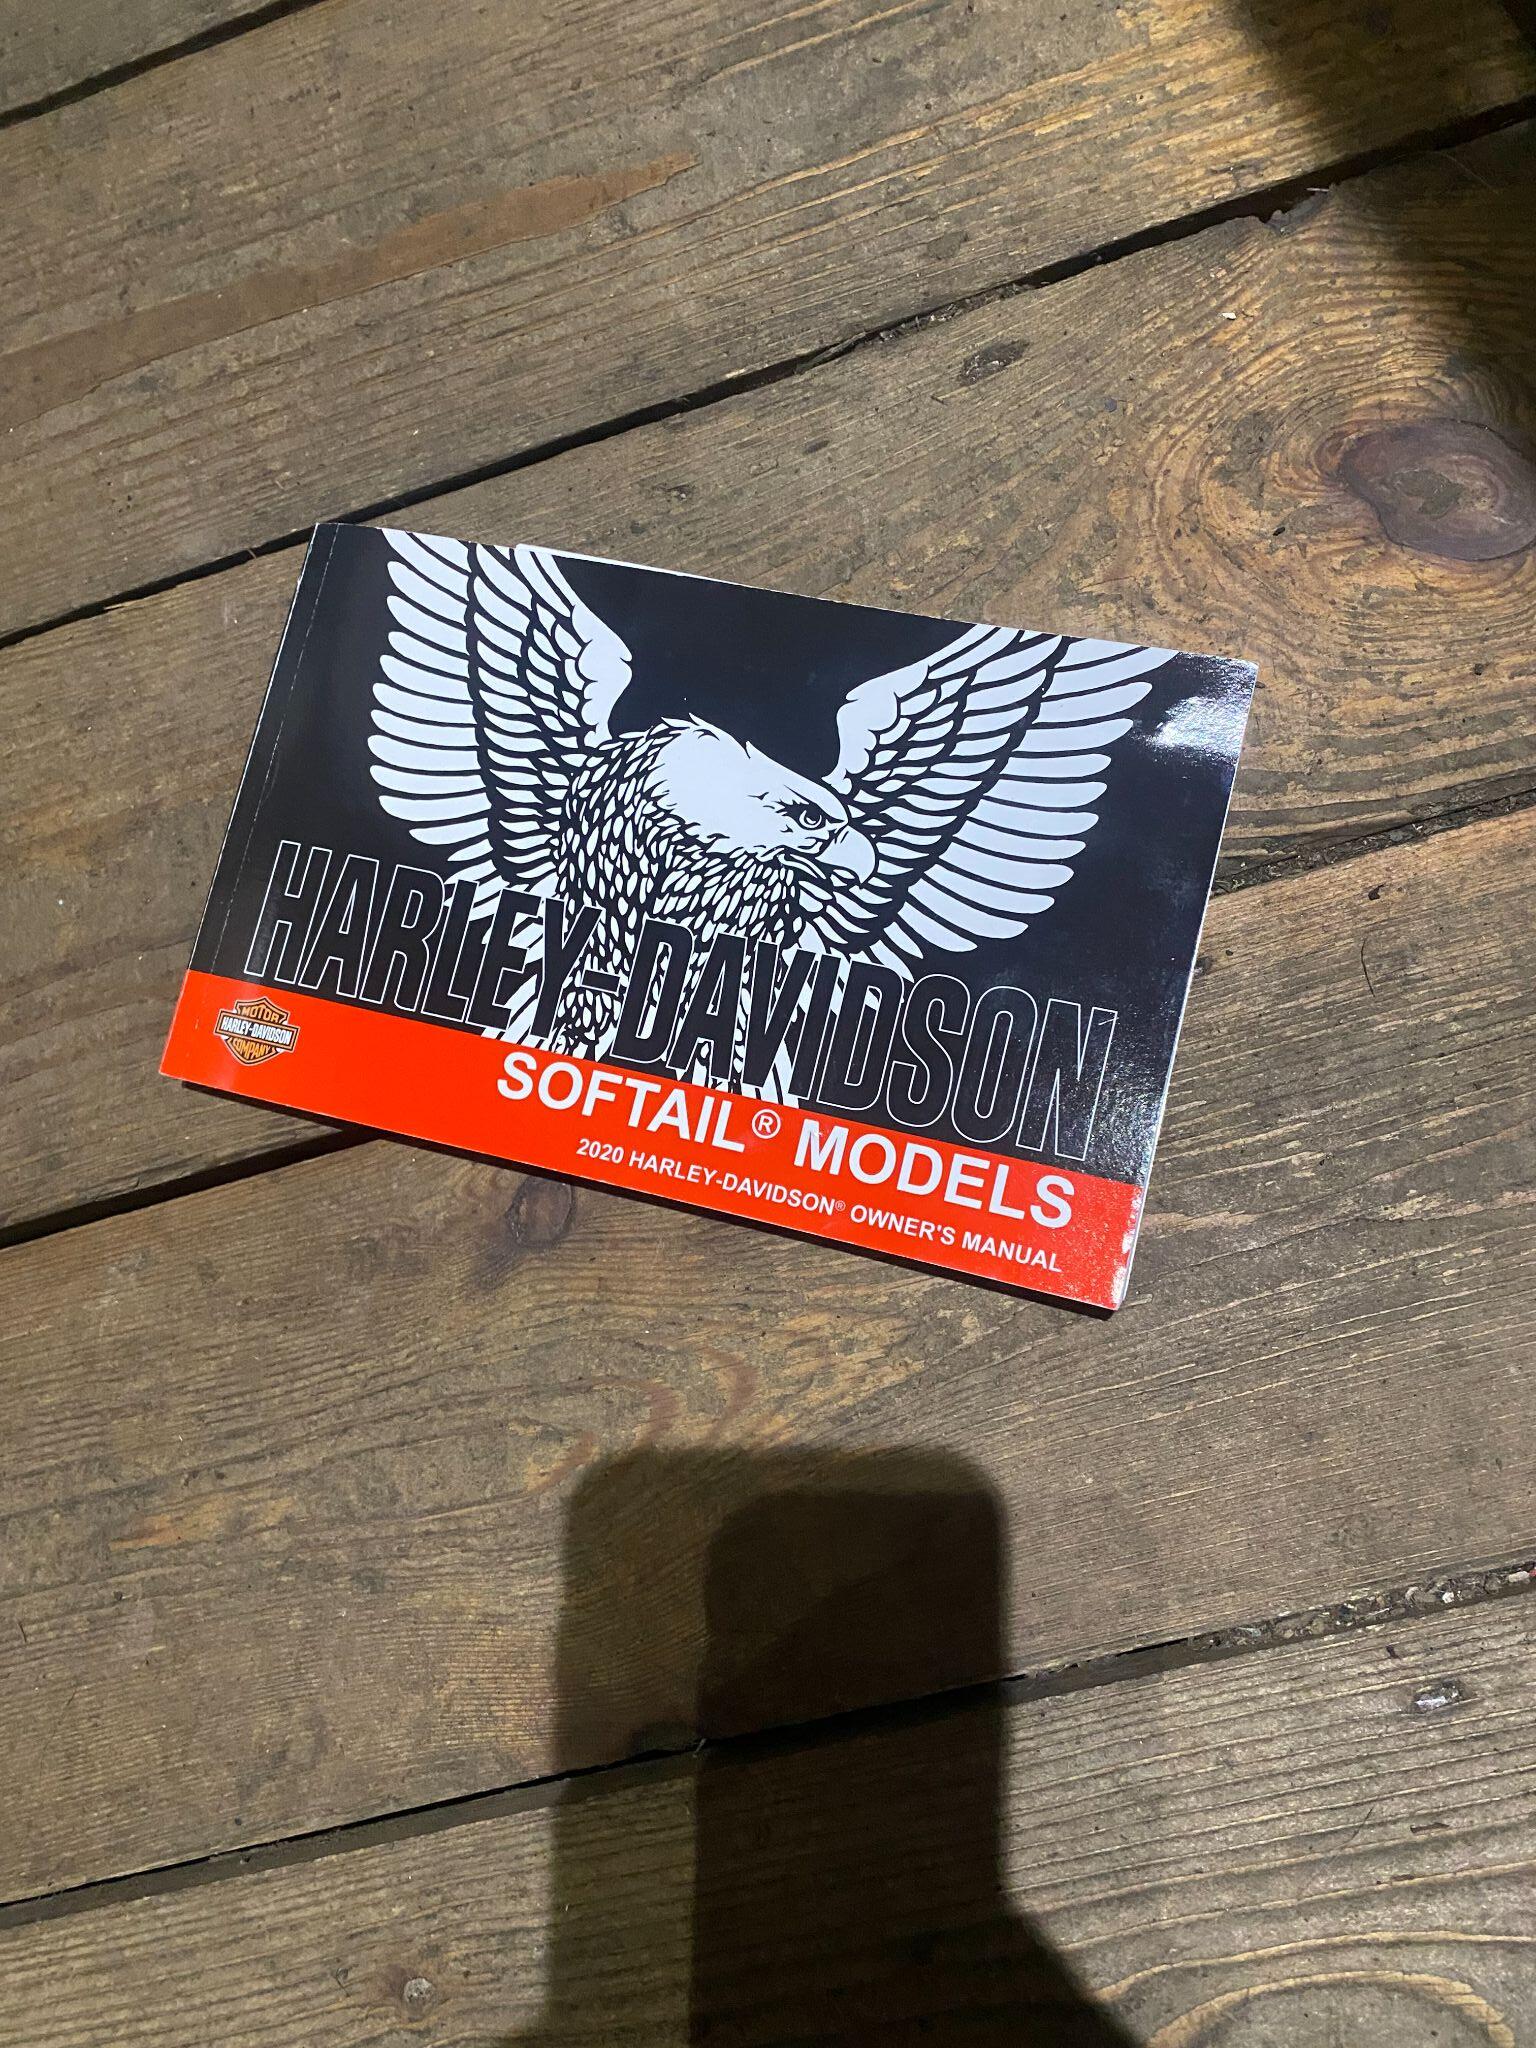 HARLEY-DAVIDSON
MOTOR
HARLEY-DAVIDSON
COMPANY
SOFTAIL® MODELS
2020 HARLEY-DAVIDSON® OWNER'S MANUAL